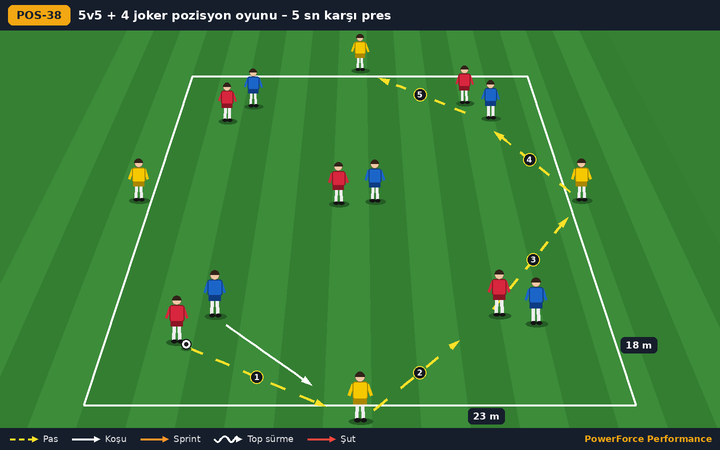 POS-38 5v5 + 4 joker pozisyon oyunu – 5 sn karşı pres
5
4
3
18 m
2
1
23 m
Pas Koşu Sprint Top sürme Şut PowerForce Performance